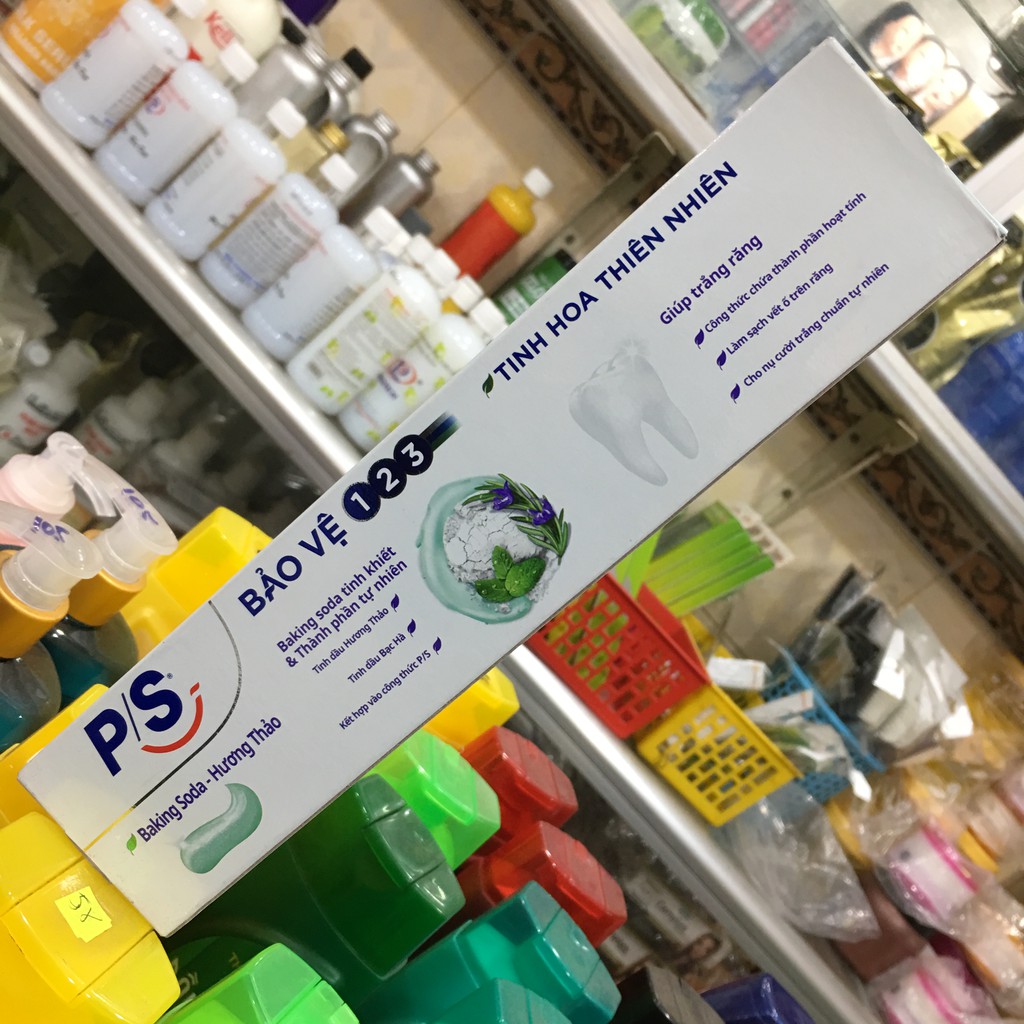 P/S
Baking Soda - Hương Thảo
BẢO VỆ 1 2 3
Baking soda tinh khiết
& Thành phần tự nhiên
Tinh dầu Hương Thảo
Tinh dầu Bạc Hà
Kết hợp vào công thức P/S
TINH HOA THIÊN NHIÊN
Giúp trắng răng
Công thức chứa thành phần hoạt tính
Làm sạch vết ố trên răng
Cho nụ cười trắng chuẩn tự nhiên